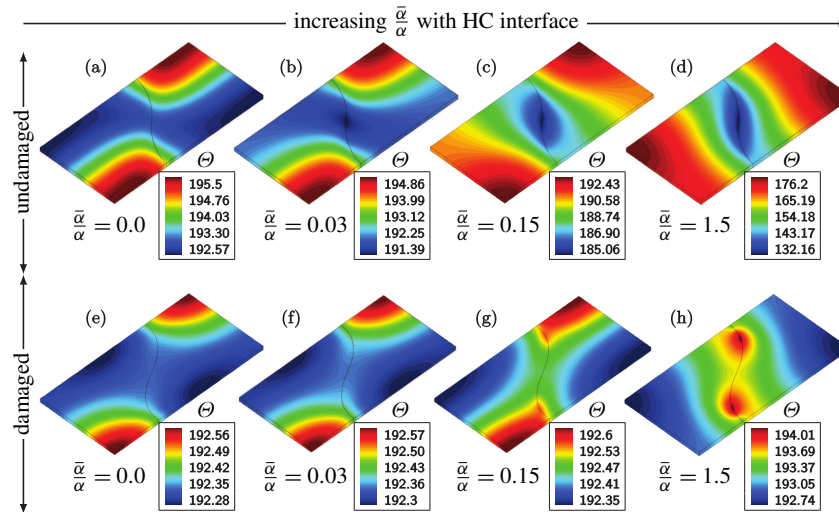 increasing ᾱ/α with HC interface
undamaged
(a)
(b)
(c)
(d)
Θ
195.5
194.76
194.03
193.30
192.57
ᾱ/α = 0.0
Θ
194.86
193.99
193.12
192.25
191.39
ᾱ/α = 0.03
Θ
192.43
190.58
188.74
186.90
185.06
ᾱ/α = 0.15
Θ
176.2
165.19
154.18
143.17
132.16
ᾱ/α = 1.5
damaged
(e)
(f)
(g)
(h)
Θ
192.56
192.49
192.42
192.35
192.28
ᾱ/α = 0.0
Θ
192.57
192.50
192.43
192.36
192.3
ᾱ/α = 0.03
Θ
192.6
192.53
192.47
192.41
192.35
ᾱ/α = 0.15
Θ
194.01
193.69
193.37
193.05
192.74
ᾱ/α = 1.5